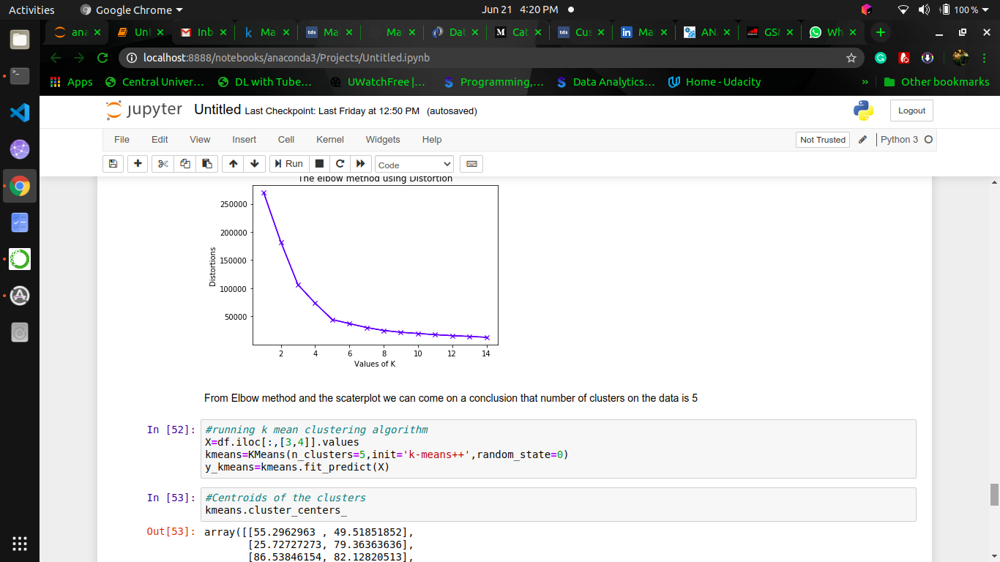 Activities
Google Chrome
Jun 21 4:20 PM
100 %
ana
Unt
Inb
Ma
Ma
Ma
Dat
Cat
Cus
Ma
AN
GSM
Wh
localhost:8888/notebooks/anaconda3/Projects/Untitled.ipynb
Apps
Central Univer…
DL with Tube…
UWatchFree |…
Programming,…
Data Analytics…
Home - Udacity
»
Other bookmarks
jupyter Untitled Last Checkpoint: Last Friday at 12:50 PM (autosaved)
Logout
File Edit View Insert Cell Kernel Widgets Help
Not Trusted
Python 3
Run
Code
The elbow method using Distortion
250000
200000
150000
100000
50000
Distortions
2 4 6 8 10 12 14
Values of K
From Elbow method and the scaterplot we can come on a conclusion that number of clusters on the data is 5
In [52]: #running k mean clustering algorithm
X=df.iloc[:,[3,4]].values
kmeans=KMeans(n_clusters=5,init='k-means++',random_state=0)
y_kmeans=kmeans.fit_predict(X)
In [53]: #Centroids of the clusters
kmeans.cluster_centers_
Out[53]: array([[55.2962963 , 49.51851852],
[25.72727273, 79.36363636],
[86.53846154, 82.12820513],